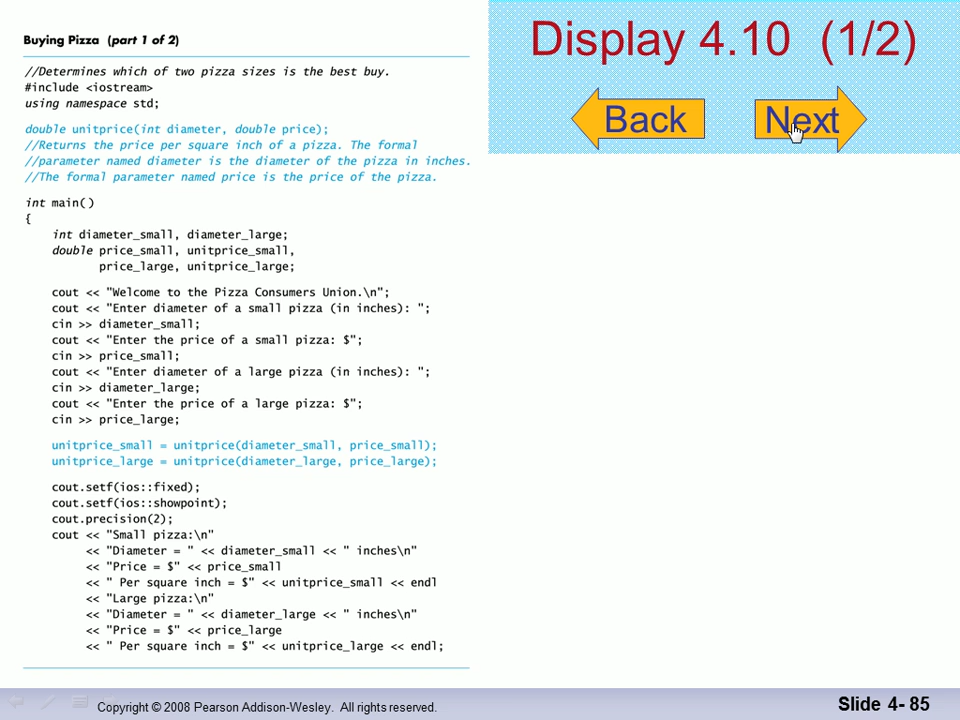 Buying Pizza (part 1 of 2)
//Determines which of two pizza sizes is the best buy.
#include <iostream>
using namespace std;
double unitprice(int diameter, double price);
//Returns the price per square inch of a pizza. The formal
//parameter named diameter is the diameter of the pizza in inches.
//The formal parameter named price is the price of the pizza.
int main()
{
int diameter_small, diameter_large;
double price_small, unitprice_small,
price_large, unitprice_large;
cout << "Welcome to the Pizza Consumers Union.\n";
cout << "Enter diameter of a small pizza (in inches): ";
cin >> diameter_small;
cout << "Enter the price of a small pizza: $";
cin >> price_small;
cout << "Enter diameter of a large pizza (in inches): ";
cin >> diameter_large;
cout << "Enter the price of a large pizza: $";
cin >> price_large;
unitprice_small = unitprice(diameter_small, price_small);
unitprice_large = unitprice(diameter_large, price_large);
cout.setf(ios::fixed);
cout.setf(ios::showpoint);
cout.precision(2);
cout << "Small pizza:\n"
<< "Diameter = " << diameter_small << " inches\n"
<< "Price = $" << price_small
<< " Per square inch = $" << unitprice_small << endl
<< "Large pizza:\n"
<< "Diameter = " << diameter_large << " inches\n"
<< "Price = $" << price_large
<< " Per square inch = $" << unitprice_large << endl;
Display 4.10 (1/2)
Back
Next
Copyright © 2008 Pearson Addison-Wesley. All rights reserved.
Slide 4- 85